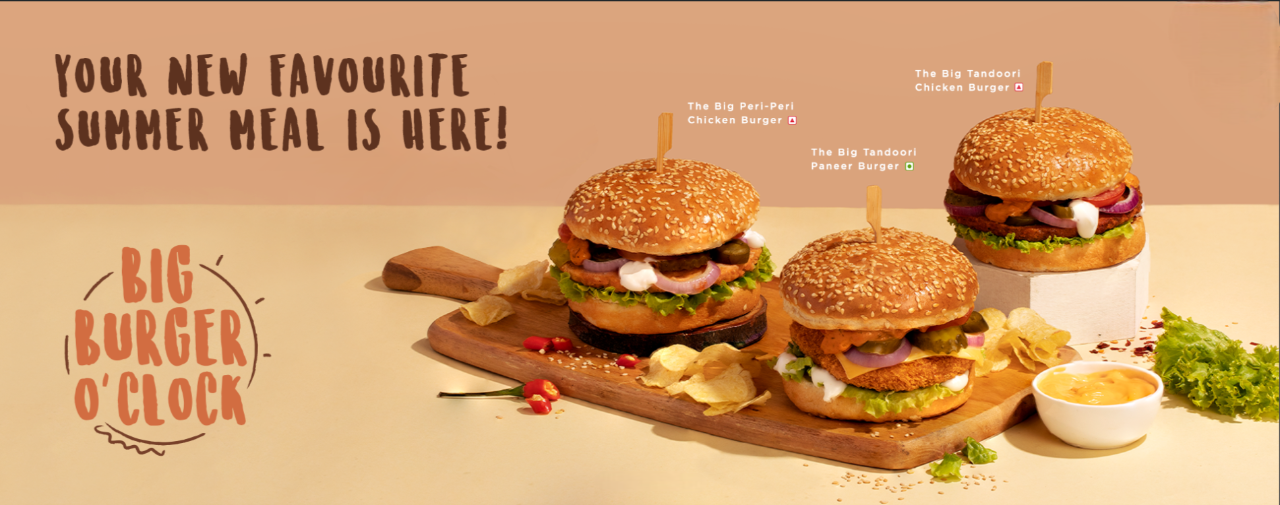 YOUR NEW FAVOURITE
SUMMER MEAL IS HERE!
BIG
BURGER
O'CLOCK
The Big Peri-Peri
Chicken Burger
The Big Tandoori
Paneer Burger
The Big Tandoori
Chicken Burger